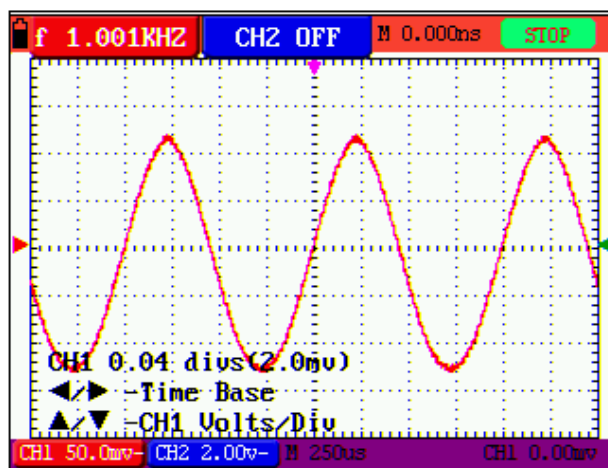 f 1.001KHZ CH2 OFF M 0.000ns STOP
CH1 0.04 divs(2.0mv)
◀/▶ -Time Base
▲/▼ -CH1 Volts/Div
CH1 50.0mv- CH2 2.00v- M 250us CH1 0.00mv